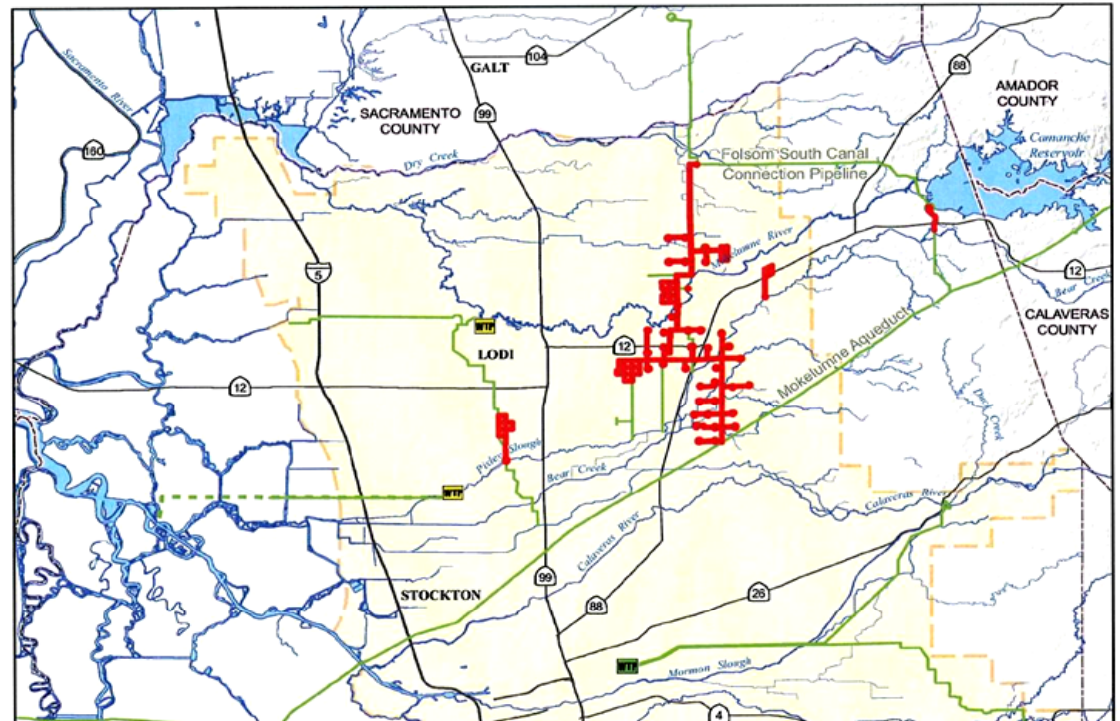 Sacramento River
160
GALT
104
99
SACRAMENTO
COUNTY
Dry Creek
88
AMADOR
COUNTY
Camanche
Reservoir
Folsom South Canal
Connection Pipeline
Mokelumne River
5
12
Bear Creek
CALAVERAS
COUNTY
WTP
LODI
12
Mokelumne Aqueduct
12
Duck Creek
Pixley Slough
Bear Creek
WTP
Calaveras River
Calaveras River
STOCKTON
99
88
26
WTP
Mormon Slough
4